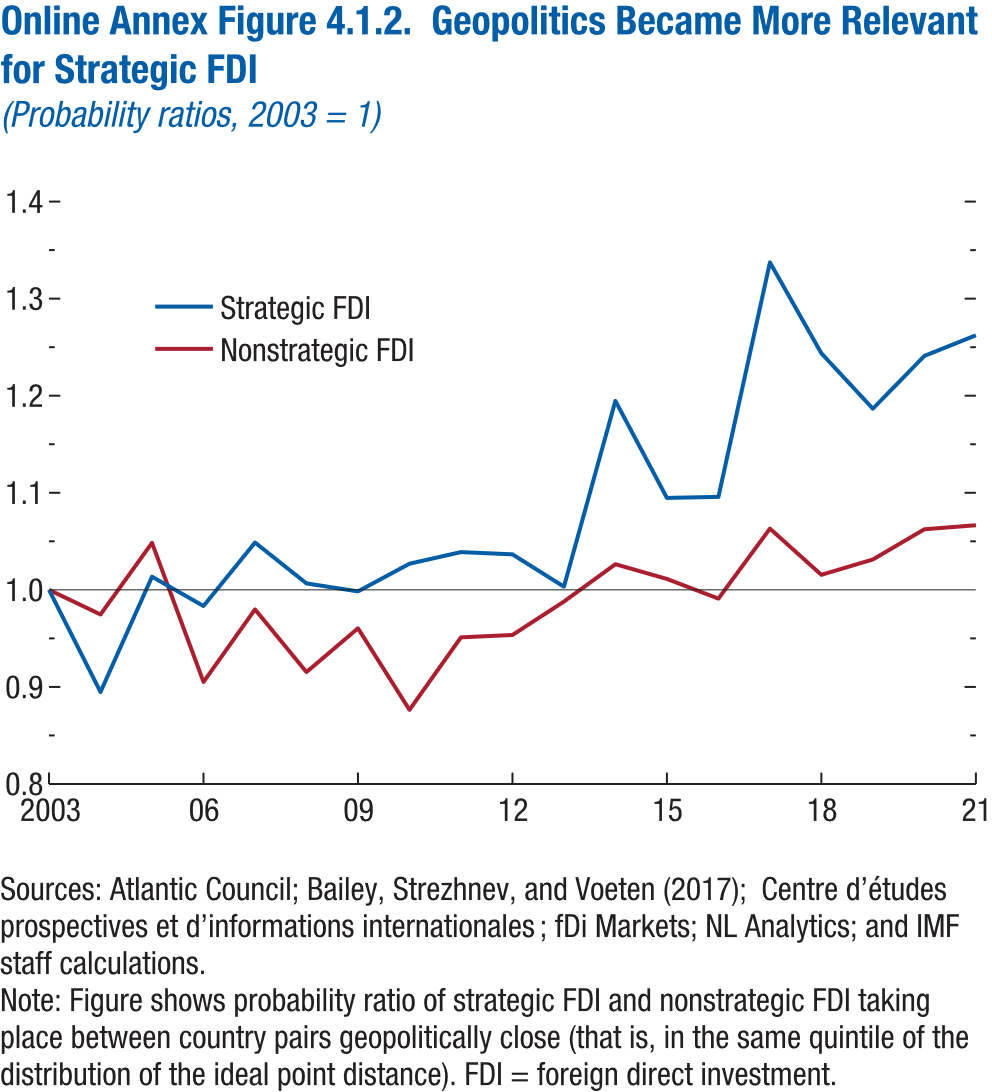 Online Annex Figure 4.1.2.  Geopolitics Became More Relevant
for Strategic FDI
(Probability ratios, 2003 = 1)
1.4
1.3
Strategic FDI
Nonstrategic FDI
1.2
1.1
1.0
0.9
0.8
2003 06 09 12 15 18 21
Sources: Atlantic Council; Bailey, Strezhnev, and Voeten (2017);  Centre d’études
prospectives et d’informations internationales ; fDi Markets; NL Analytics; and IMF
staff calculations.
Note: Figure shows probability ratio of strategic FDI and nonstrategic FDI taking
place between country pairs geopolitically close (that is, in the same quintile of the
distribution of the ideal point distance). FDI = foreign direct investment.